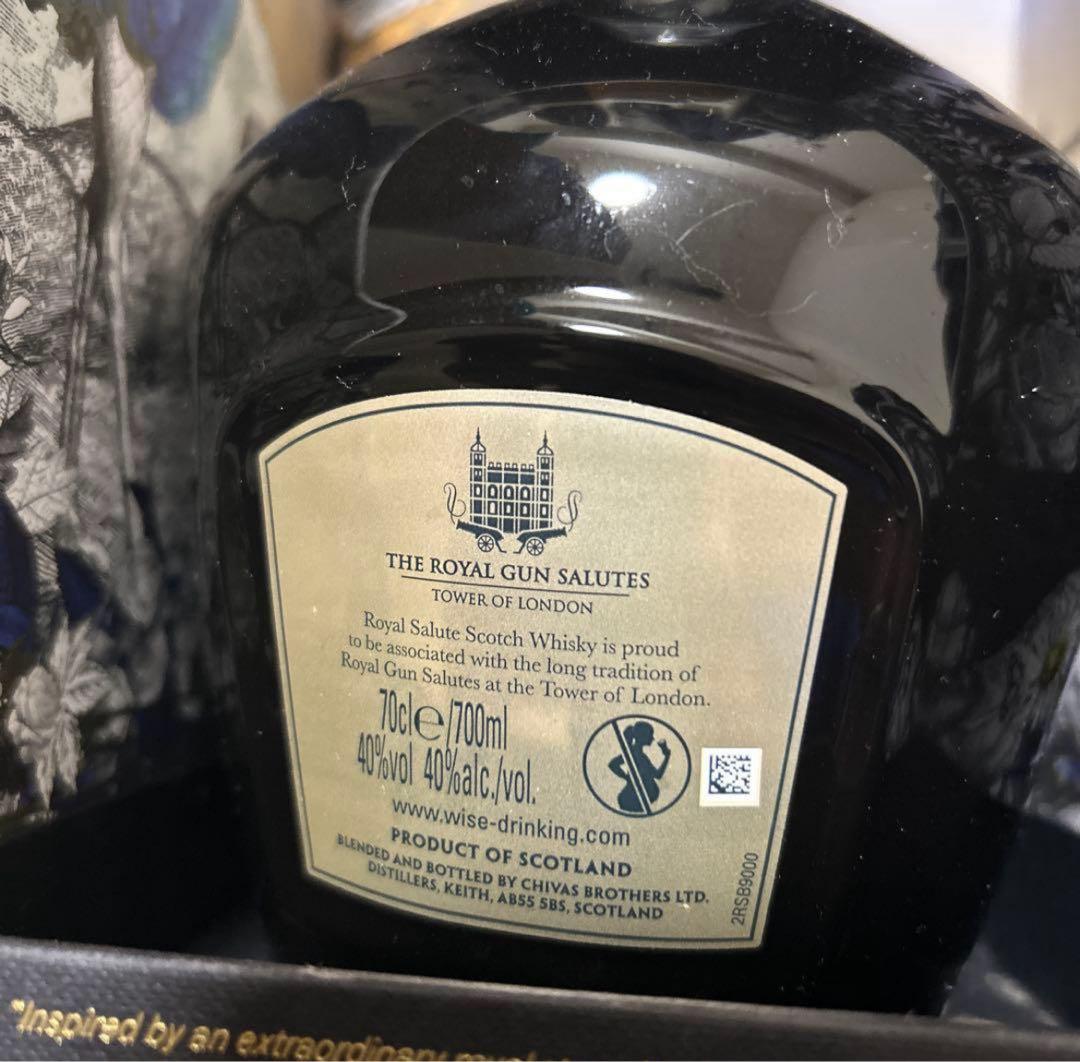 THE ROYAL GUN SALUTES
TOWER OF LONDON
Royal Salute Scotch Whisky is proud
to be associated with the long tradition of
Royal Gun Salutes at the Tower of London.
70cl℮/700ml
40%vol 40%alc./vol.
www.wise-drinking.com
PRODUCT OF SCOTLAND
BLENDED AND BOTTLED BY CHIVAS BROTHERS LTD.
DISTILLERS, KEITH, AB55 5BS, SCOTLAND
2RSB9000
"Inspired by an extraordinary